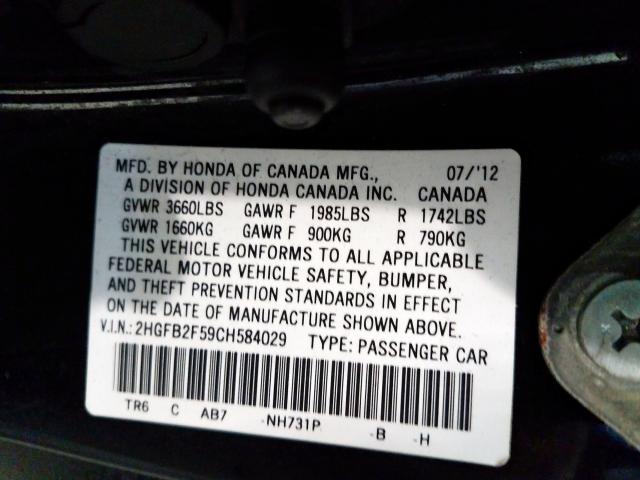 MFD. BY HONDA OF CANADA MFG., 07/'12
A DIVISION OF HONDA CANADA INC. CANADA
GVWR 3660LBS GAWR F 1985LBS R 1742LBS
GVWR 1660KG GAWR F 900KG R 790KG
THIS VEHICLE CONFORMS TO ALL APPLICABLE
FEDERAL MOTOR VEHICLE SAFETY, BUMPER,
AND THEFT PREVENTION STANDARDS IN EFFECT
ON THE DATE OF MANUFACTURE SHOWN ABOVE.
V.I.N.: 2HGFB2F59CH584029 TYPE: PASSENGER CAR
TR6 C AB7 -NH731P -B -H